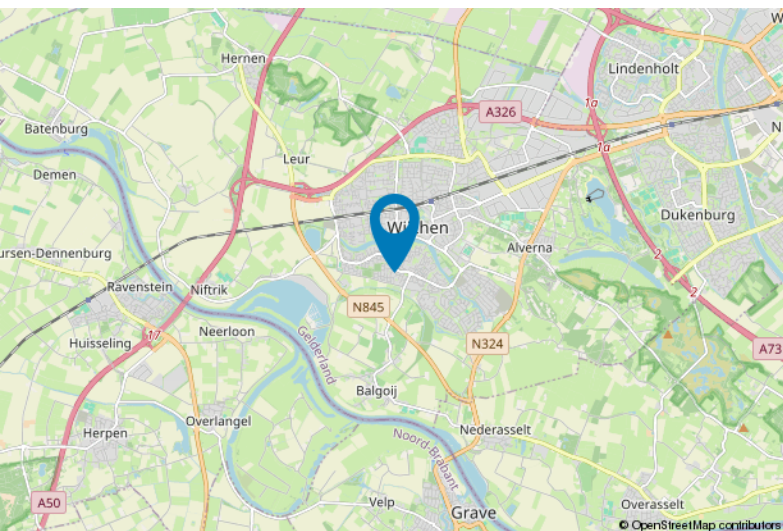 Hernen
Lindenholt
A326
1a
Batenburg
Leur
1a
Demen
Dukenburg
Alverna
2
ursen-Dennenburg
Ravenstein
Niftrik
2
N845
Neerloon
17
Huisseling
Gelderland
N324
A73
Balgoij
Overlangel
Nederasselt
Herpen
Noord-Brabant
A50
Velp
Grave
Overasselt
© OpenStreetMap contributors